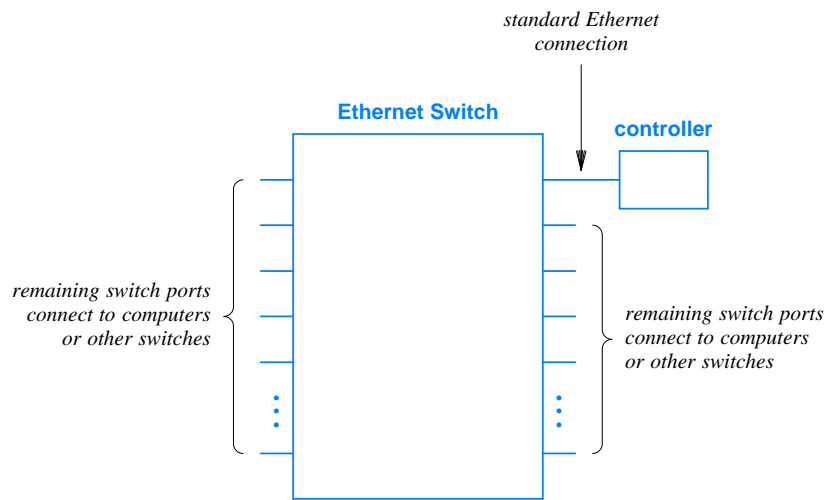 standard Ethernet
connection
Ethernet Switch
controller
remaining switch ports
connect to computers
or other switches
remaining switch ports
connect to computers
or other switches